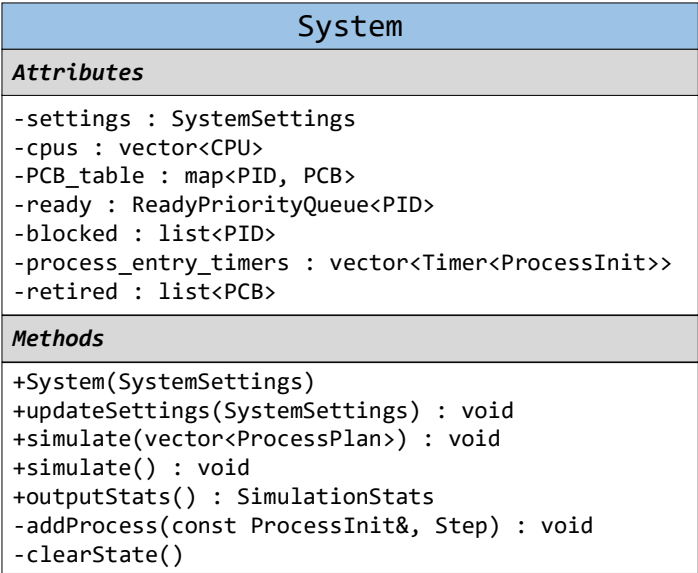 System
Attributes
-settings : SystemSettings
-cpus : vector<CPU>
-PCB_table : map<PID, PCB>
-ready : ReadyPriorityQueue<PID>
-blocked : list<PID>
-process_entry_timers : vector<Timer<ProcessInit>>
-retired : list<PCB>
Methods
+System(SystemSettings)
+updateSettings(SystemSettings) : void
+simulate(vector<ProcessPlan>) : void
+simulate() : void
+outputStats() : SimulationStats
-addProcess(const ProcessInit&, Step) : void
-clearState()